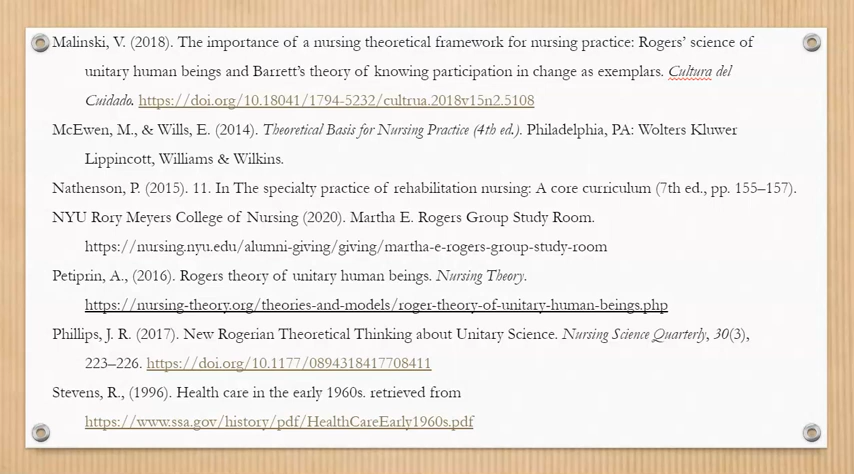 Malinski, V. (2018). The importance of a nursing theoretical framework for nursing practice: Rogers’ science of
unitary human beings and Barrett’s theory of knowing participation in change as exemplars. Cultura del
Cuidado. https://doi.org/10.18041/1794-5232/cultrua.2018v15n2.5108
McEwen, M., & Wills, E. (2014). Theoretical Basis for Nursing Practice (4th ed.). Philadelphia, PA: Wolters Kluwer
Lippincott, Williams & Wilkins.
Nathenson, P. (2015). 11. In The specialty practice of rehabilitation nursing: A core curriculum (7th ed., pp. 155–157).
NYU Rory Meyers College of Nursing (2020). Martha E. Rogers Group Study Room.
https://nursing.nyu.edu/alumni-giving/giving/martha-e-rogers-group-study-room
Petiprin, A., (2016). Rogers theory of unitary human beings. Nursing Theory.
https://nursing-theory.org/theories-and-models/roger-theory-of-unitary-human-beings.php
Phillips, J. R. (2017). New Rogerian Theoretical Thinking about Unitary Science. Nursing Science Quarterly, 30(3),
223–226. https://doi.org/10.1177/0894318417708411
Stevens, R., (1996). Health care in the early 1960s. retrieved from
https://www.ssa.gov/history/pdf/HealthCareEarly1960s.pdf